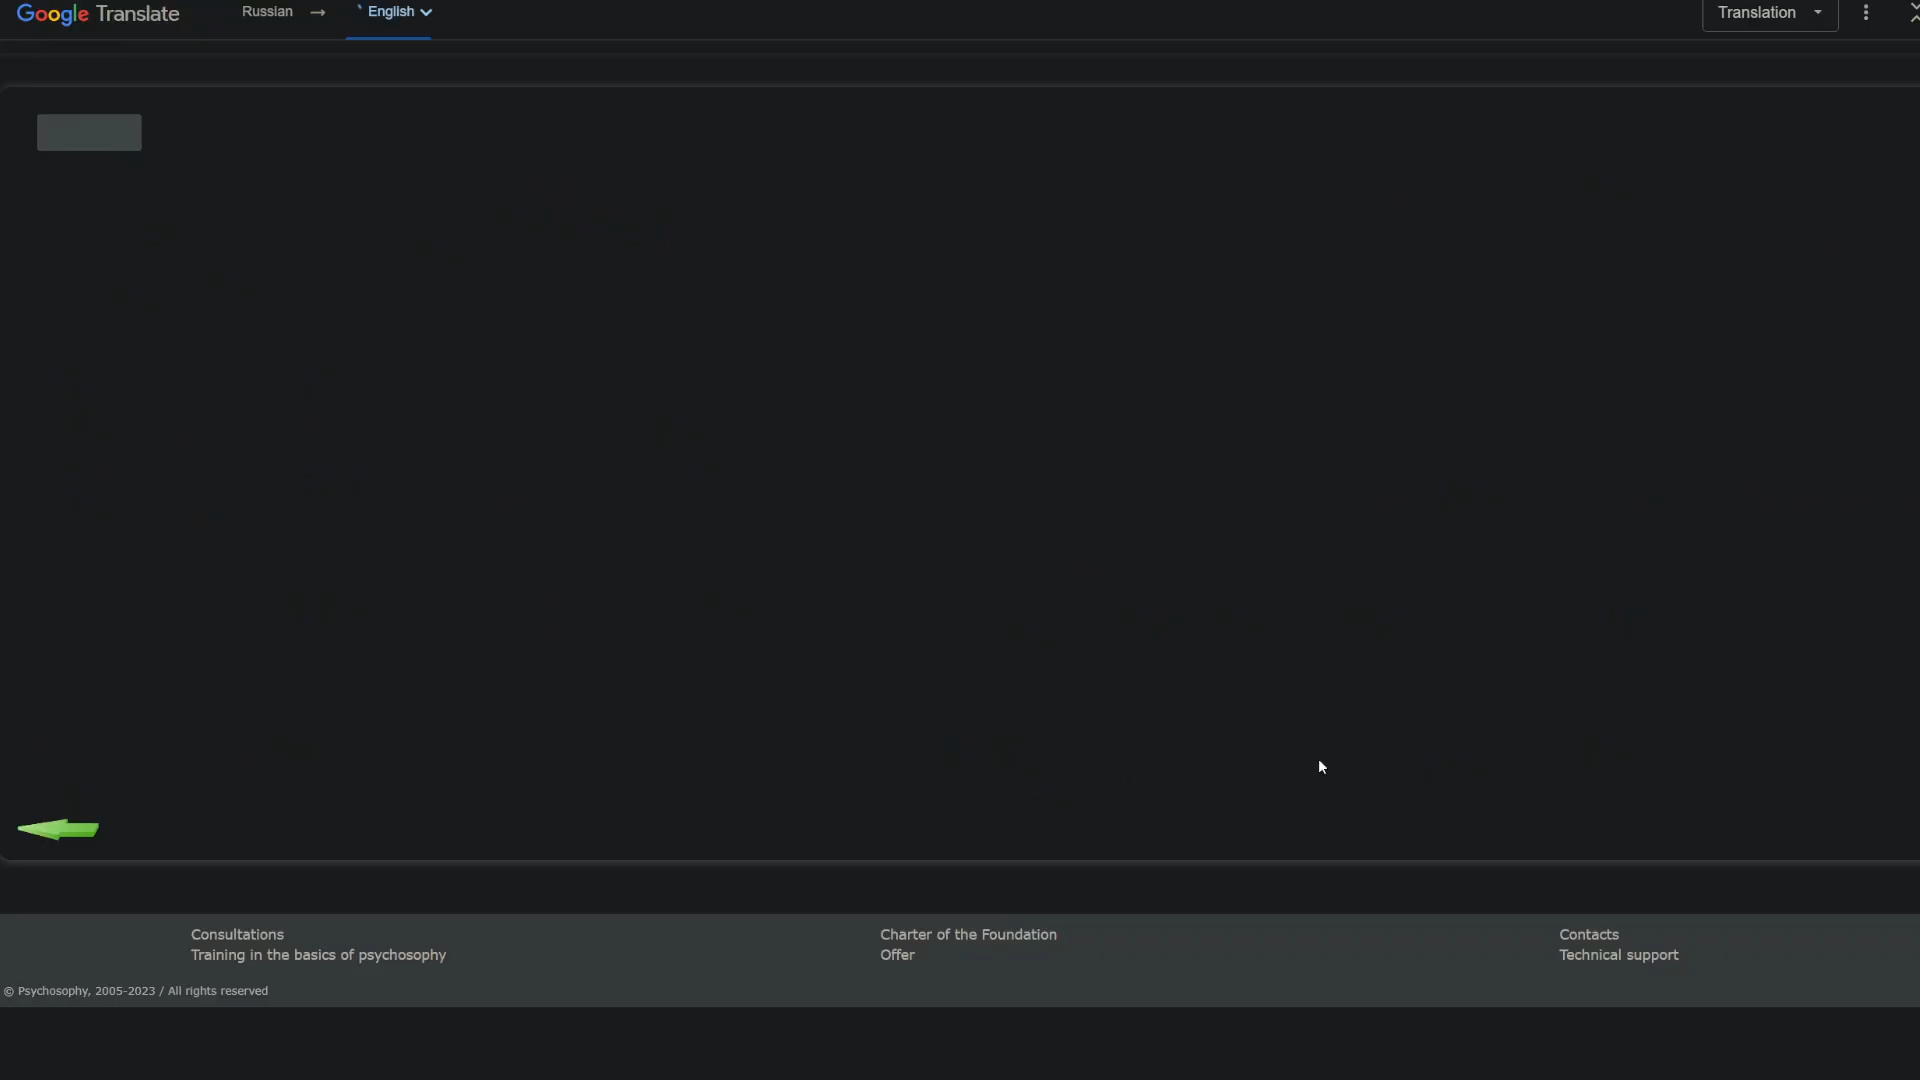 Google Translate
Russian → English
Translation
Consultations
Training in the basics of psychosophy
Charter of the Foundation
Offer
Contacts
Technical support
© Psychosophy, 2005-2023 / All rights reserved